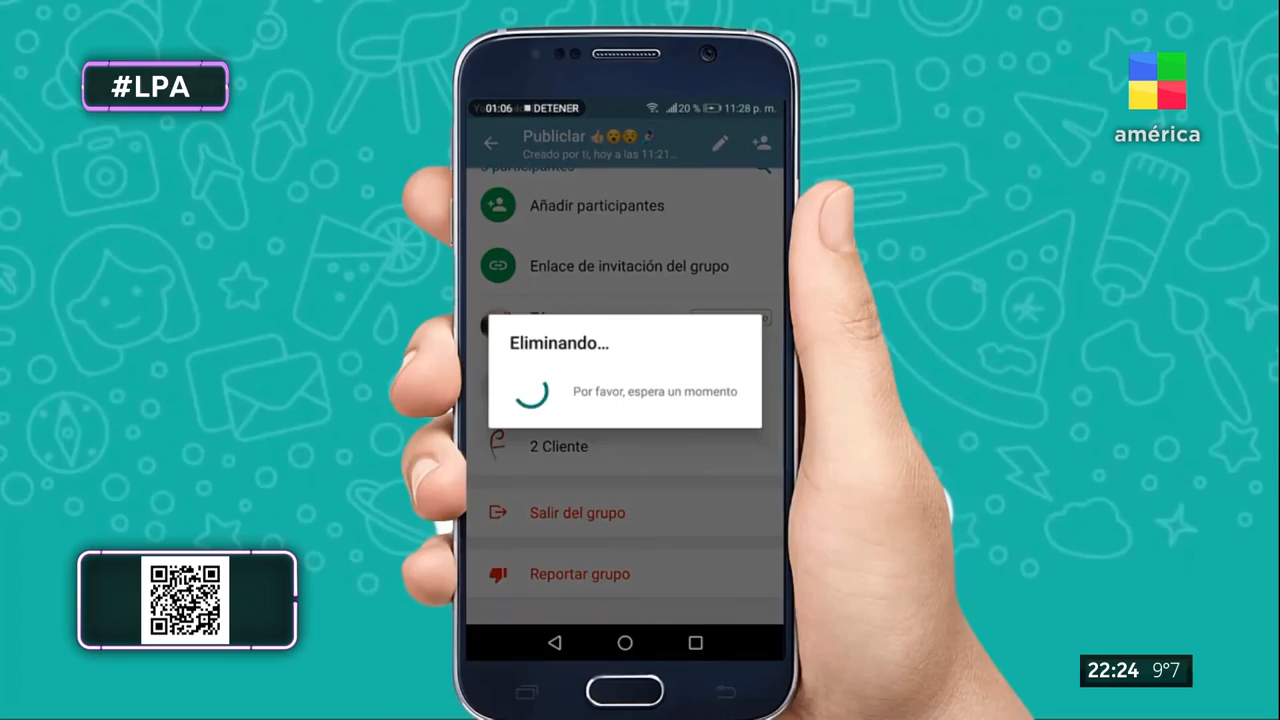 #LPA
américa
01:06 DETENER
20 % 11:28 p. m.
Publiclar
Creado por ti, hoy a las 11:21...
participantes
Añadir participantes
Enlace de invitación del grupo
Eliminando...
Por favor, espera un momento
2 Cliente
Salir del grupo
Reportar grupo
22:24 9°7